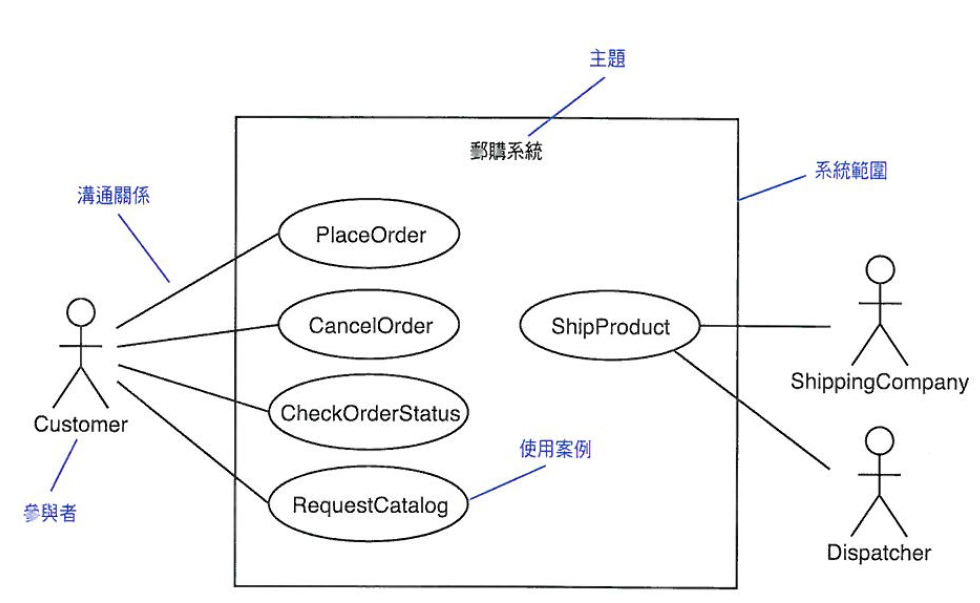 主題
郵購系統
系統範圍
溝通關係
PlaceOrder
CancelOrder
ShipProduct
ShippingCompany
CheckOrderStatus
Customer
使用案例
RequestCatalog
參與者
Dispatcher